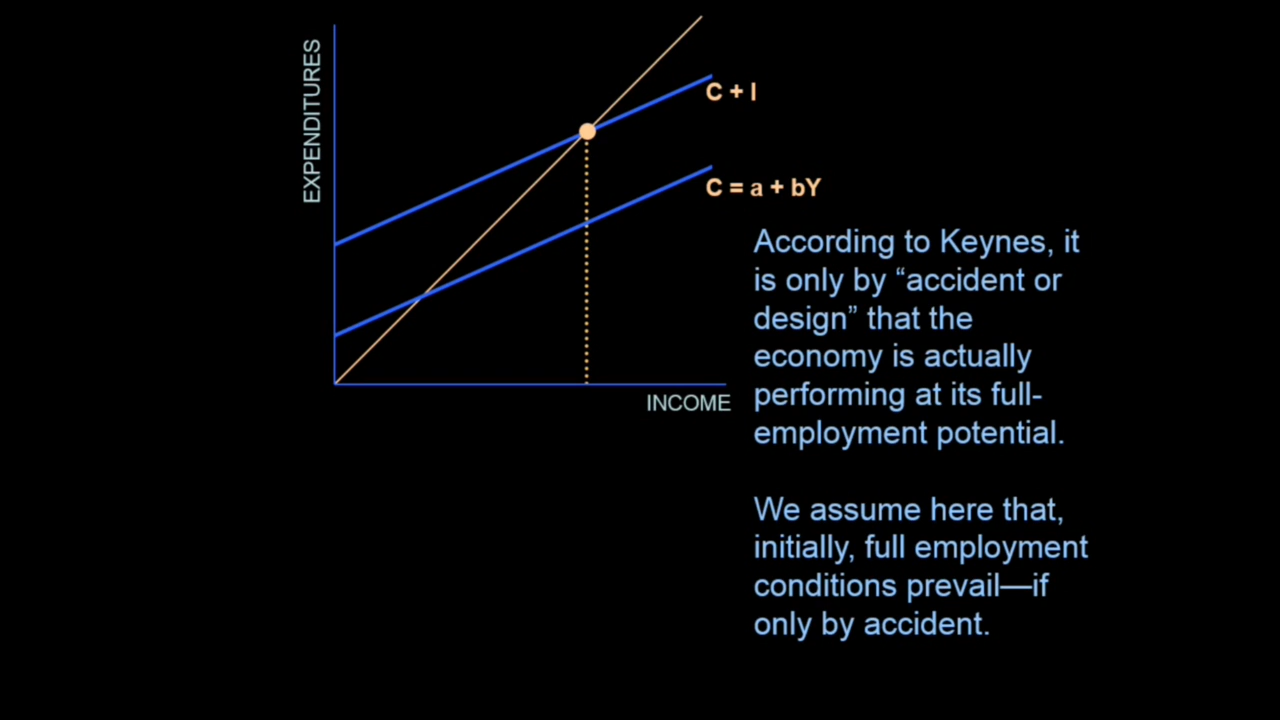 EXPENDITURES
C + I
C = a + bY
INCOME
According to Keynes, it
is only by “accident or
design” that the
economy is actually
performing at its full-
employment potential.
We assume here that,
initially, full employment
conditions prevail—if
only by accident.